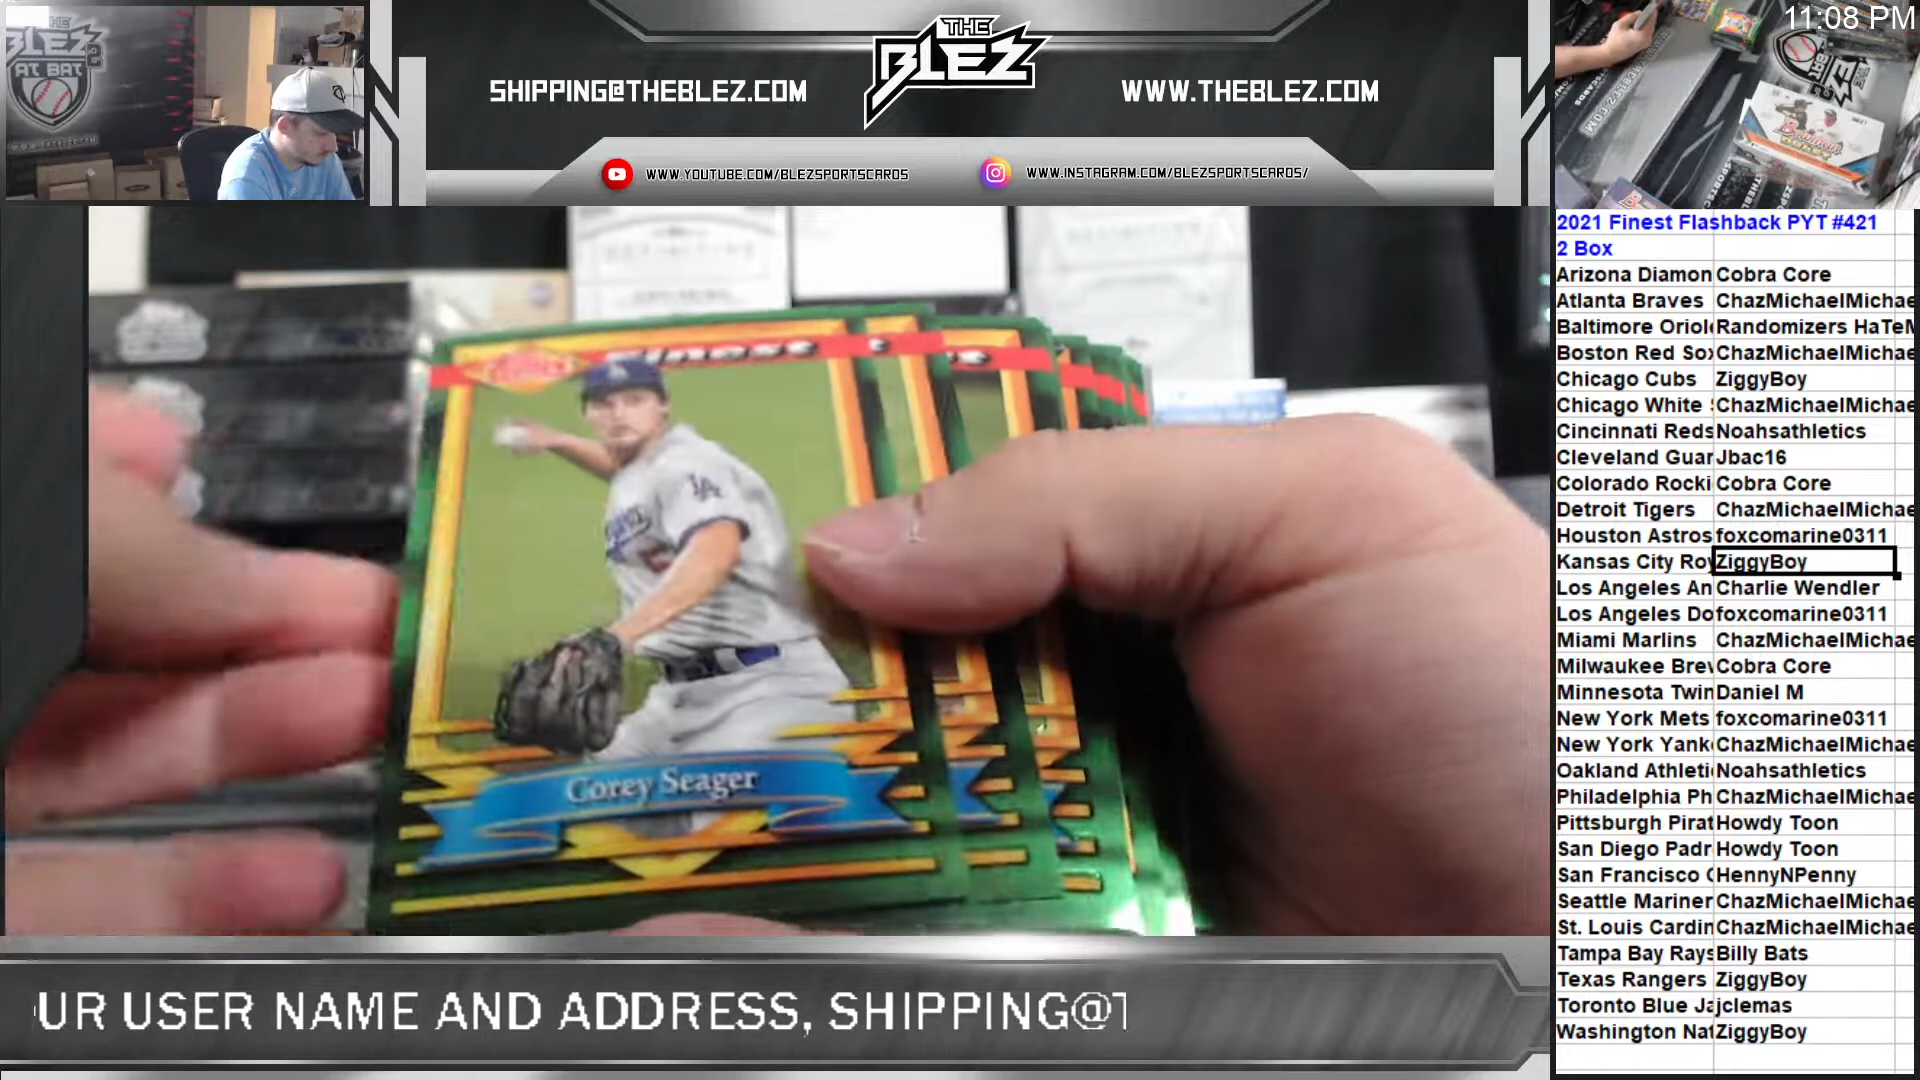 BLEZ 2
AT BAT
THE
BLEZ
SHIPPING@THEBLEZ.COM
WWW.THEBLEZ.COM
WWW.YOUTUBE.COM/BLEZSPORTSCARDS
WWW.INSTAGRAM.COM/BLEZSPORTSCARDS/
11:08 PM
Finest
LA
Corey Seager
UR USER NAME AND ADDRESS, SHIPPING@T
2021 Finest Flashback PYT #421
2 Box
Arizona Diamon Cobra Core
Atlanta Braves ChazMichaelMichae
Baltimore Oriol Randomizers HaTeM
Boston Red Sox ChazMichaelMichae
Chicago Cubs ZiggyBoy
Chicago White ChazMichaelMichae
Cincinnati Reds Noahsathletics
Cleveland Guar Jbac16
Colorado Rocki Cobra Core
Detroit Tigers ChazMichaelMichae
Houston Astros foxcomarine0311
Kansas City Roy ZiggyBoy
Los Angeles An Charlie Wendler
Los Angeles Do foxcomarine0311
Miami Marlins ChazMichaelMichae
Milwaukee Brew Cobra Core
Minnesota Twin Daniel M
New York Mets foxcomarine0311
New York Yank ChazMichaelMichae
Oakland Athleti Noahsathletics
Philadelphia Ph ChazMichaelMichae
Pittsburgh Pirat Howdy Toon
San Diego Padr Howdy Toon
San Francisco G HennyNPenny
Seattle Mariner ChazMichaelMichae
St. Louis Cardin ChazMichaelMichae
Tampa Bay Rays Billy Bats
Texas Rangers ZiggyBoy
Toronto Blue Ja jclemas
Washington Nat ZiggyBoy